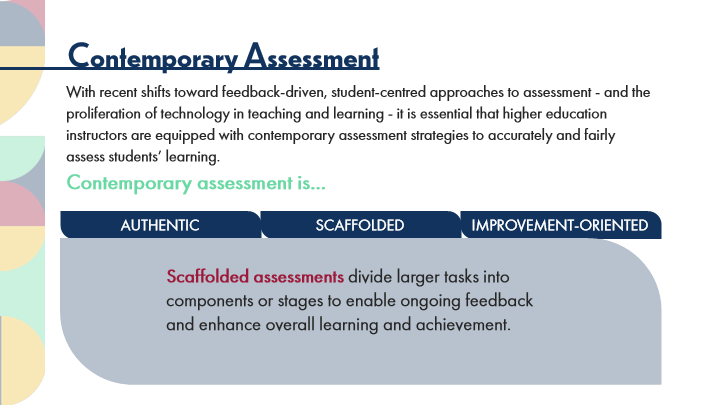 Contemporary Assessment
With recent shifts toward feedback-driven, student-centred approaches to assessment - and the
proliferation of technology in teaching and learning - it is essential that higher education
instructors are equipped with contemporary assessment strategies to accurately and fairly
assess students’ learning.
Contemporary assessment is...
AUTHENTIC SCAFFOLDED IMPROVEMENT-ORIENTED
Scaffolded assessments divide larger tasks into
components or stages to enable ongoing feedback
and enhance overall learning and achievement.